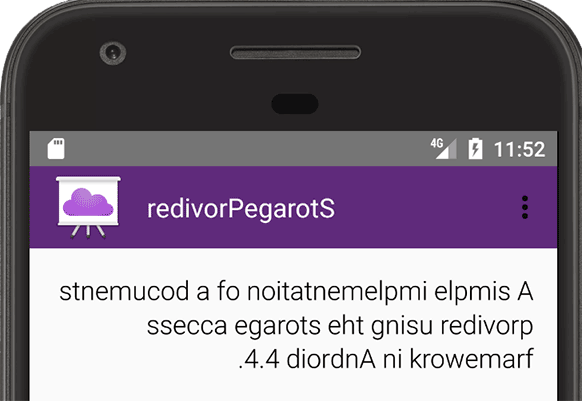 11:52
4G
redivorPegarotS
stnemucod a fo noitatnemelpmi elpmis A
ssecca egarots eht gnisu redivorp
.4.4 diordnA ni krowemarf